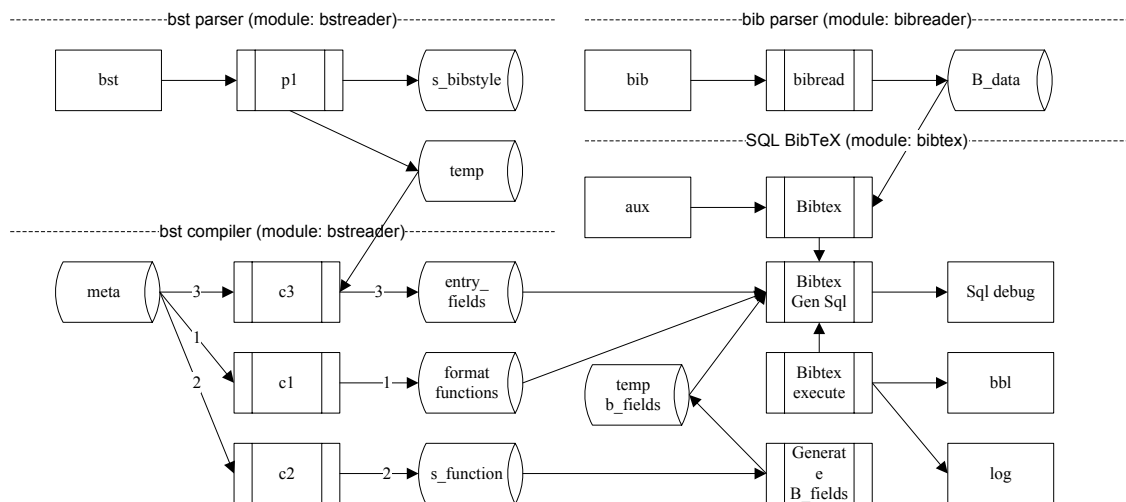 bst parser (module: bstreader)
bib parser (module: bibreader)
bst
p1
s_bibstyle
bib
bibread
B_data
SQL BibTeX (module: bibtex)
temp
aux
Bibtex
bst compiler (module: bstreader)
meta
3
c3
3
entry_
fields
Bibtex
Gen Sql
Sql debug
1
c1
1
format
functions
temp
b_fields
Bibtex
execute
bbl
2
c2
2
s_function
Generat
e
B_fields
log